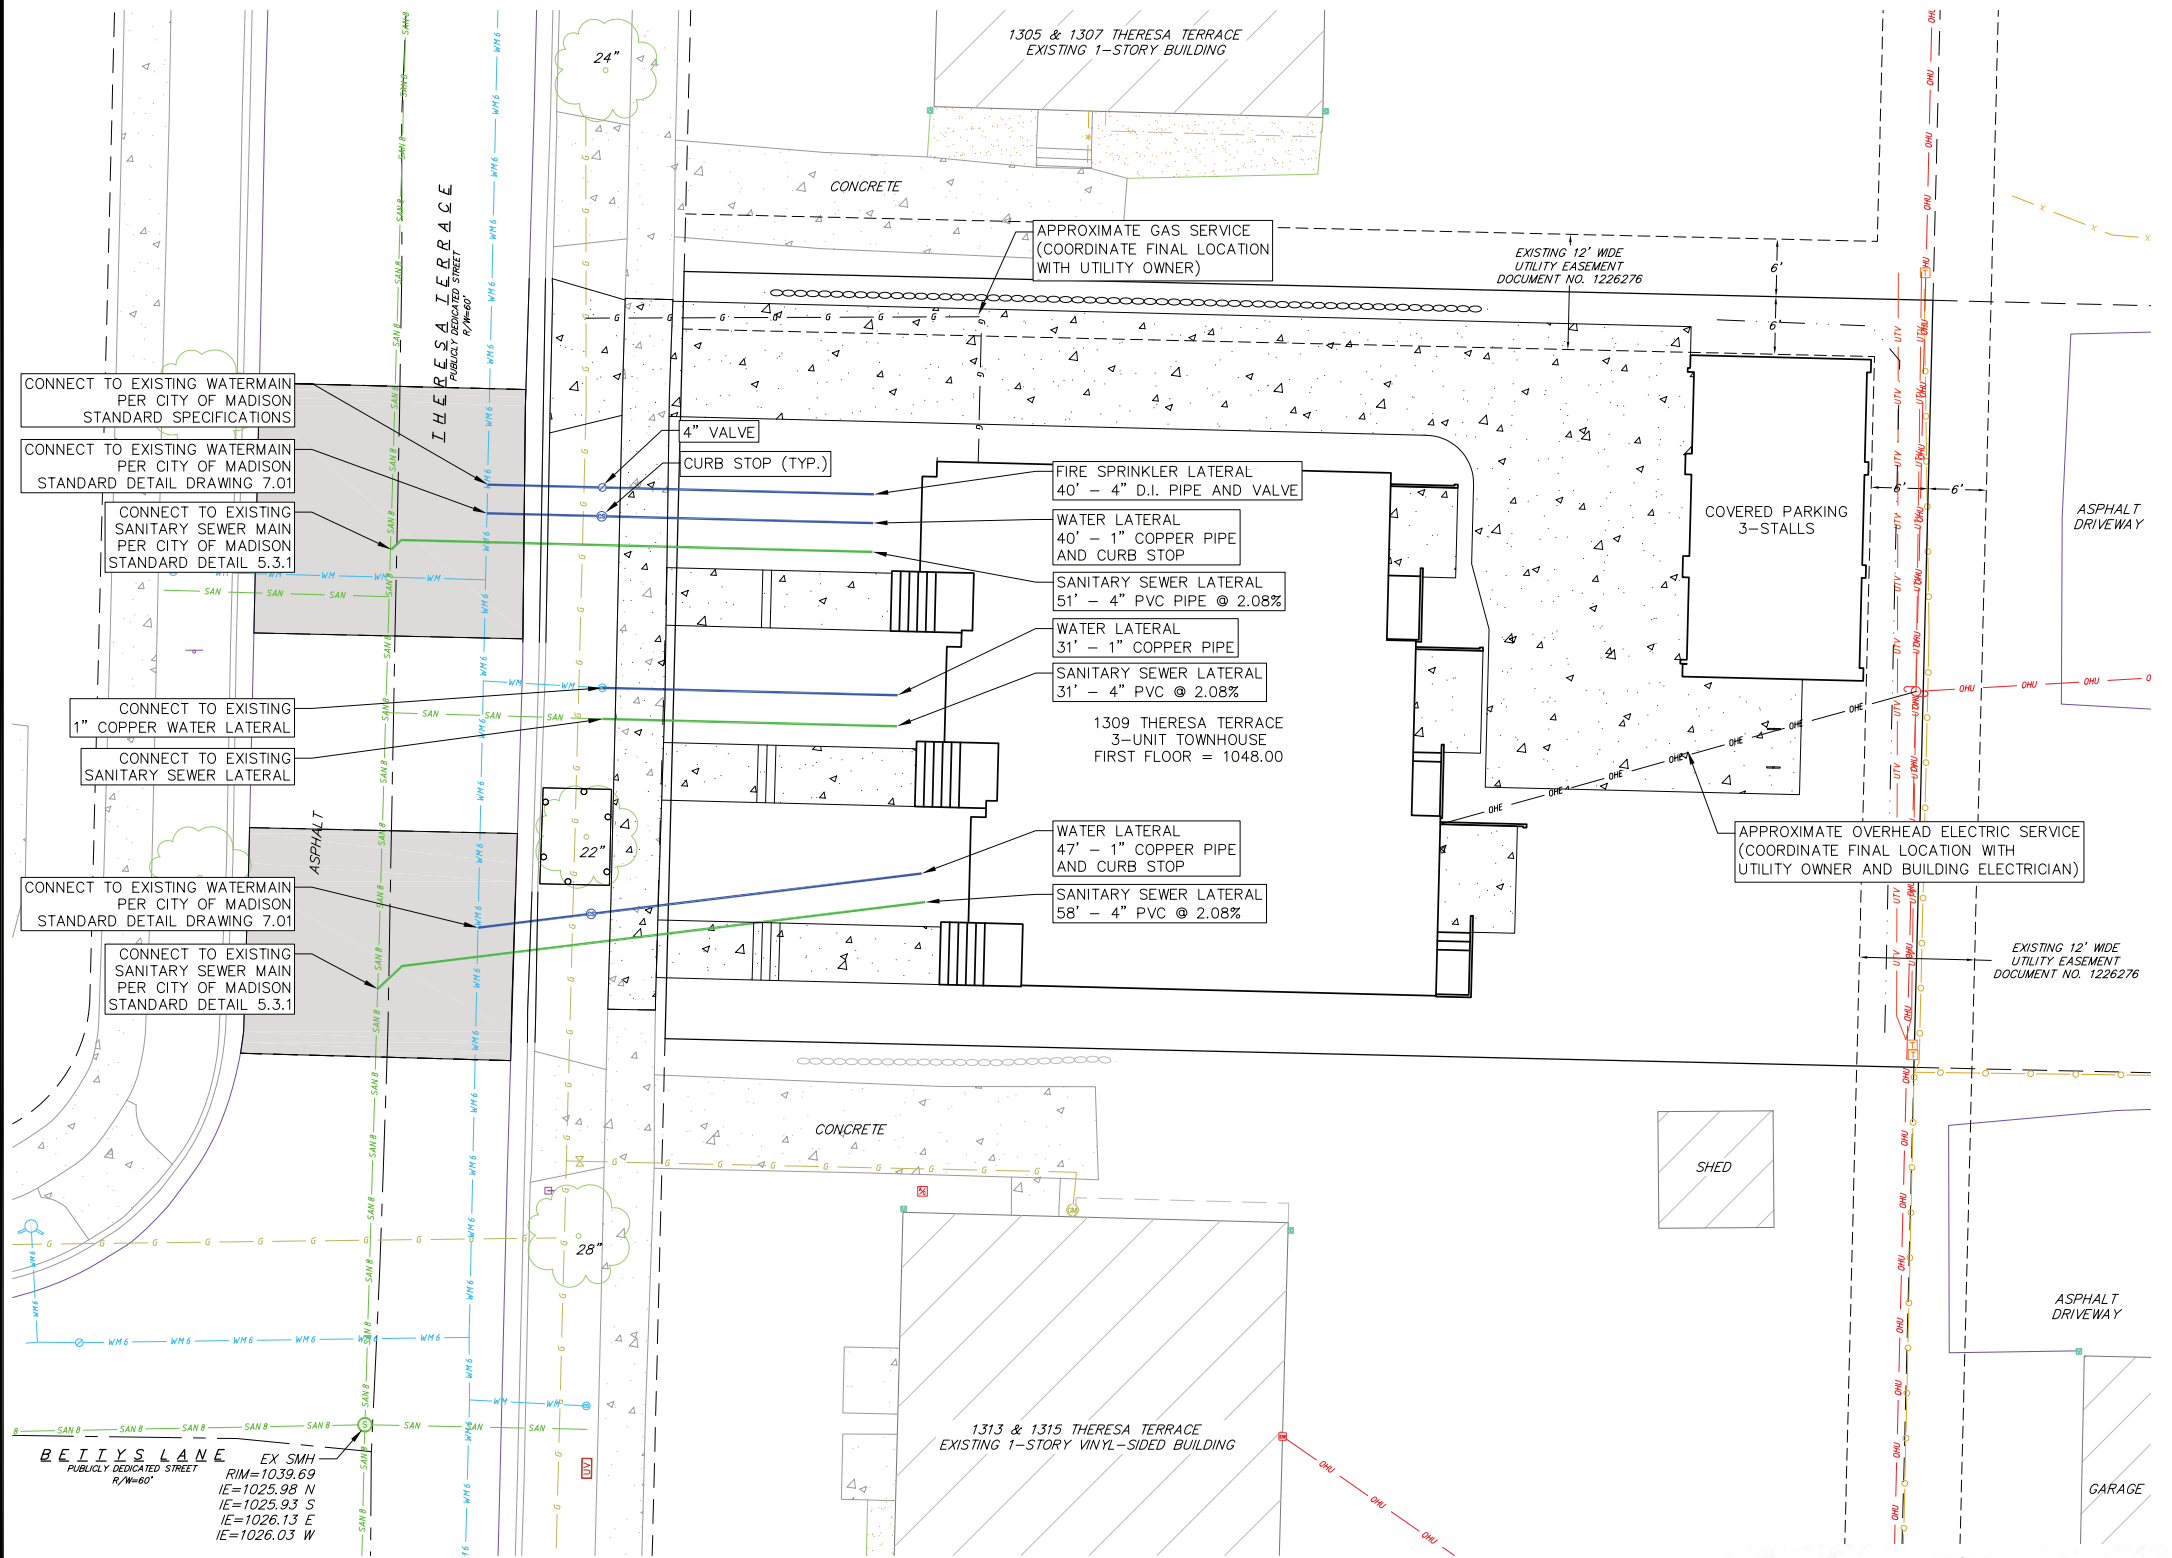 1305 & 1307 THERESA TERRACE
EXISTING 1-STORY BUILDING
24"
CONCRETE
THERESA TERRACE
PUBLICLY DEDICATED STREET
R/W=60'
APPROXIMATE GAS SERVICE
(COORDINATE FINAL LOCATION
WITH UTILITY OWNER)
EXISTING 12' WIDE
UTILITY EASEMENT
DOCUMENT NO. 1226276
6'
6'
CONNECT TO EXISTING WATERMAIN
PER CITY OF MADISON
STANDARD SPECIFICATIONS
CONNECT TO EXISTING WATERMAIN
PER CITY OF MADISON
STANDARD DETAIL DRAWING 7.01
CONNECT TO EXISTING
SANITARY SEWER MAIN
PER CITY OF MADISON
STANDARD DETAIL 5.3.1
4" VALVE
CURB STOP (TYP.)
FIRE SPRINKLER LATERAL
40' - 4" D.I. PIPE AND VALVE
WATER LATERAL
40' - 1" COPPER PIPE
AND CURB STOP
SANITARY SEWER LATERAL
51' - 4" PVC PIPE @ 2.08%
WATER LATERAL
31' - 1" COPPER PIPE
SANITARY SEWER LATERAL
31' - 4" PVC @ 2.08%
1309 THERESA TERRACE
3-UNIT TOWNHOUSE
FIRST FLOOR = 1048.00
COVERED PARKING
3-STALLS
6'
6'
ASPHALT
DRIVEWAY
CONNECT TO EXISTING
1" COPPER WATER LATERAL
CONNECT TO EXISTING
SANITARY SEWER LATERAL
ASPHALT
22"
WATER LATERAL
47' - 1" COPPER PIPE
AND CURB STOP
SANITARY SEWER LATERAL
58' - 4" PVC @ 2.08%
APPROXIMATE OVERHEAD ELECTRIC SERVICE
(COORDINATE FINAL LOCATION WITH
UTILITY OWNER AND BUILDING ELECTRICIAN)
CONNECT TO EXISTING WATERMAIN
PER CITY OF MADISON
STANDARD DETAIL DRAWING 7.01
CONNECT TO EXISTING
SANITARY SEWER MAIN
PER CITY OF MADISON
STANDARD DETAIL 5.3.1
EXISTING 12' WIDE
UTILITY EASEMENT
DOCUMENT NO. 1226276
CONCRETE
SHED
28"
ASPHALT
DRIVEWAY
1313 & 1315 THERESA TERRACE
EXISTING 1-STORY VINYL-SIDED BUILDING
BETTYS LANE
PUBLICLY DEDICATED STREET
R/W=60'
EX SMH
RIM=1039.69
IE=1025.98 N
IE=1025.93 S
IE=1026.13 E
IE=1026.03 W
UV
GARAGE